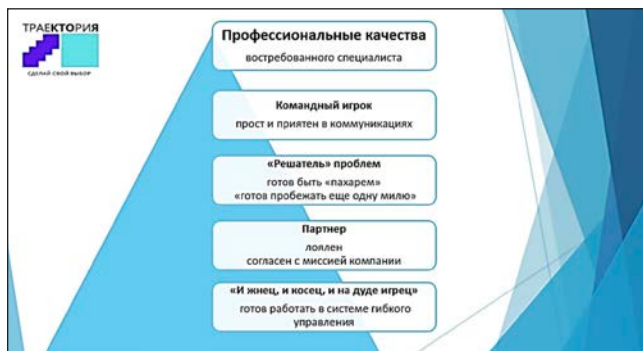 ТРАЕКТОРИЯ
СДЕЛАЙ СВОЙ ВЫБОР
Профессиональные качества
востребованного специалиста
Командный игрок
прост и приятен в коммуникациях
«Решатель» проблем
готов быть «пахарем»
«готов пробежать еще одну милю»
Партнер
лоялен
согласен с миссией компании
«И жнец, и косец, и на дуде игрец»
готов работать в системе гибкого
управления